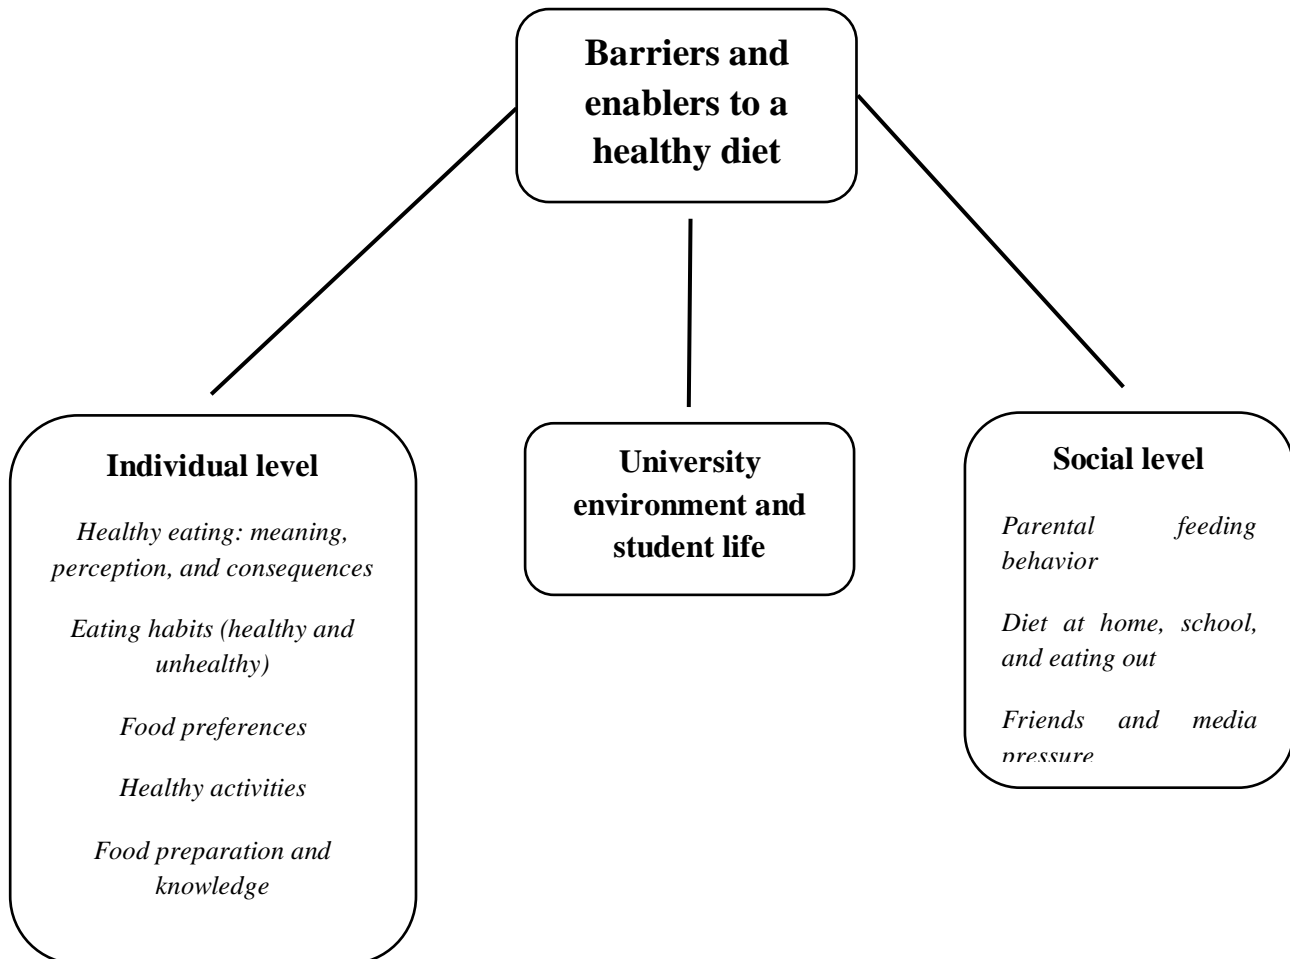 Barriers and
enablers to a
healthy diet
Individual level
Healthy eating: meaning,
perception, and consequences
Eating habits (healthy and
unhealthy)
Food preferences
Healthy activities
Food preparation and
knowledge
University
environment and
student life
Social level
Parental feeding
behavior
Diet at home, school,
and eating out
Friends and media
pressure